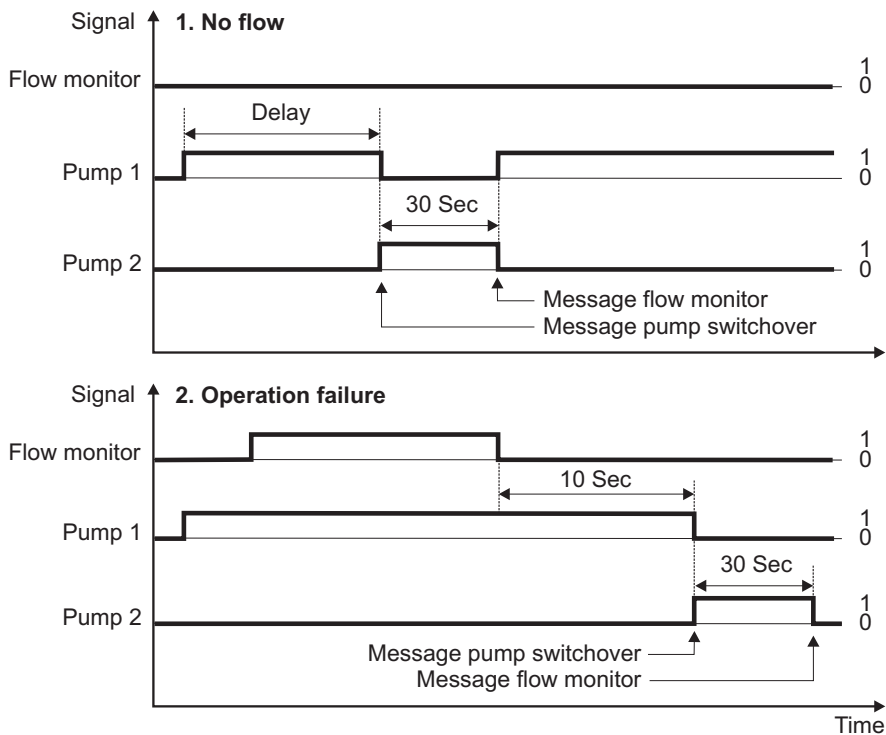 Signal
1. No flow
Flow monitor
1
0
Delay
Pump 1
1
0
30 Sec
Pump 2
1
0
Message flow monitor
Message pump switchover
Signal
2. Operation failure
Flow monitor
1
0
10 Sec
Pump 1
1
0
30 Sec
Pump 2
1
0
Message pump switchover
Message flow monitor
Time